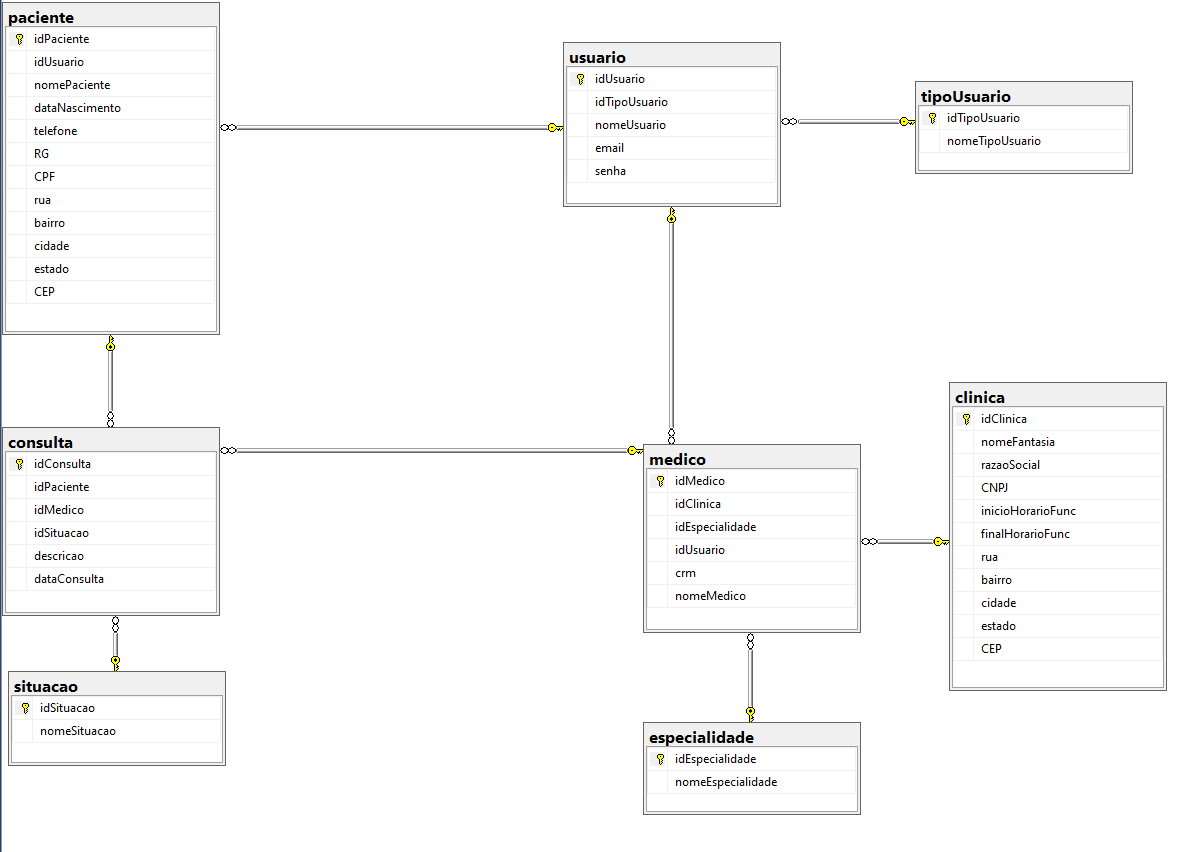 paciente
idPaciente
idUsuario
nomePaciente
dataNascimento
telefone
RG
CPF
rua
bairro
cidade
estado
CEP
usuario
idUsuario
idTipoUsuario
nomeUsuario
email
senha
tipoUsuario
idTipoUsuario
nomeTipoUsuario
consulta
idConsulta
idPaciente
idMedico
idSituacao
descricao
dataConsulta
medico
idMedico
idClinica
idEspecialidade
idUsuario
crm
nomeMedico
clinica
idClinica
nomeFantasia
razaoSocial
CNPJ
inicioHorarioFunc
finalHorarioFunc
rua
bairro
cidade
estado
CEP
situacao
idSituacao
nomeSituacao
especialidade
idEspecialidade
nomeEspecialidade